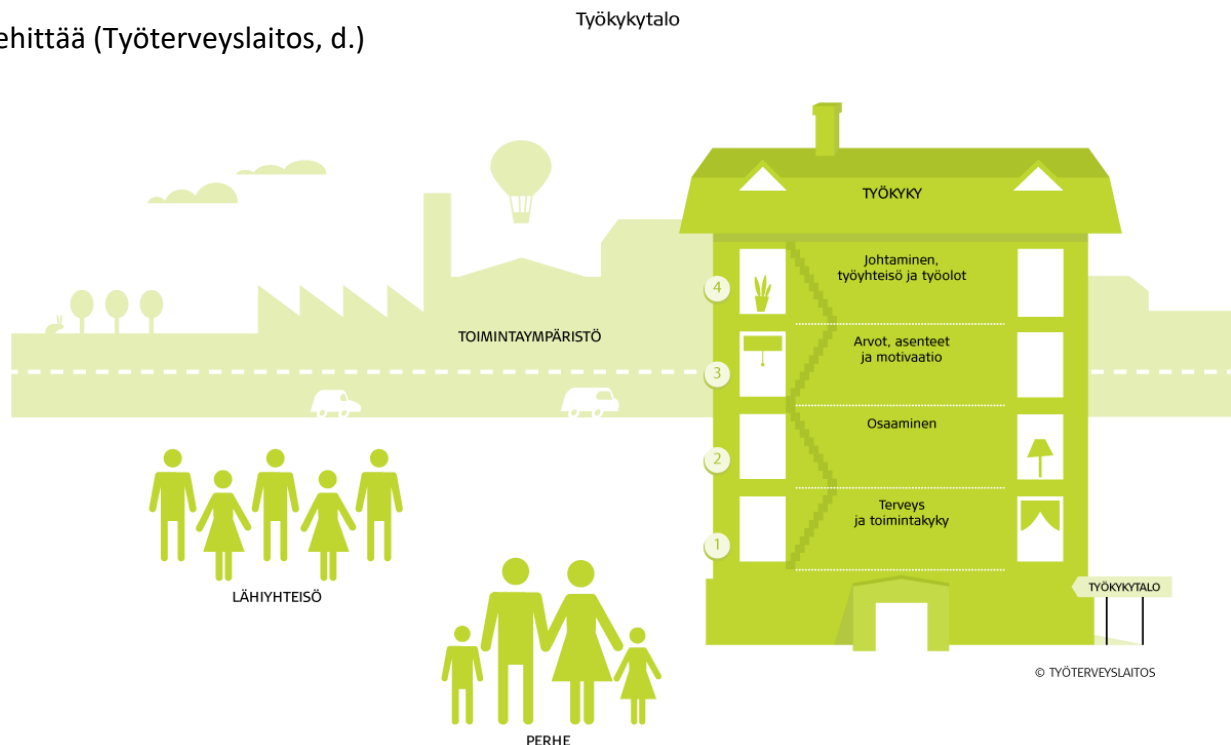 Työkykytalo
ehittää (Työterveyslaitos, d.)
TYÖKYKY
4
Johtaminen,
työyhteisö ja työolot
TOIMINTAYMPÄRISTÖ
3
Arvot, asenteet
ja motivaatio
2
Osaaminen
1
Terveys
ja toimintakyky
LÄHIYHTEISÖ
TYÖKYKYTALO
© TYÖTERVEYSLAITOS
PERHE